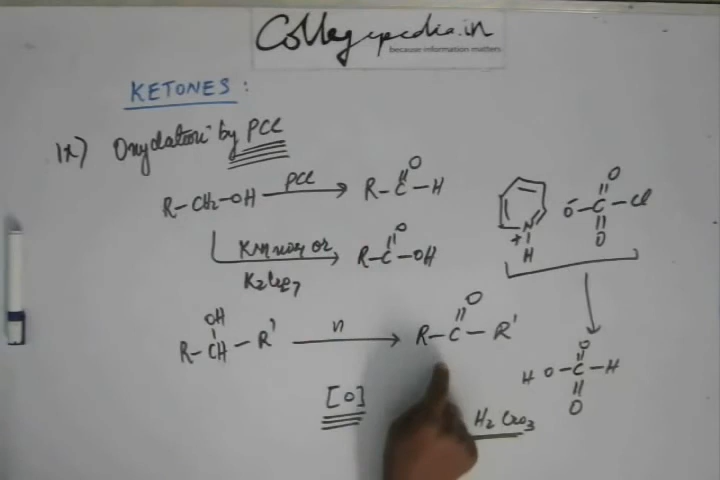 Collegepedia.in
because information matters
KETONES:
ix) Oxydation by PCC
R-CH2-OH PCC R-C-H
O
KMnO4 or R-C-OH
O
K2Cr2O7
OH
R-CH-R' " R-C-R'
O
[O]
H2CrO3
N
+
H
O
O-C-Cl
O
O
HO-C-H
O